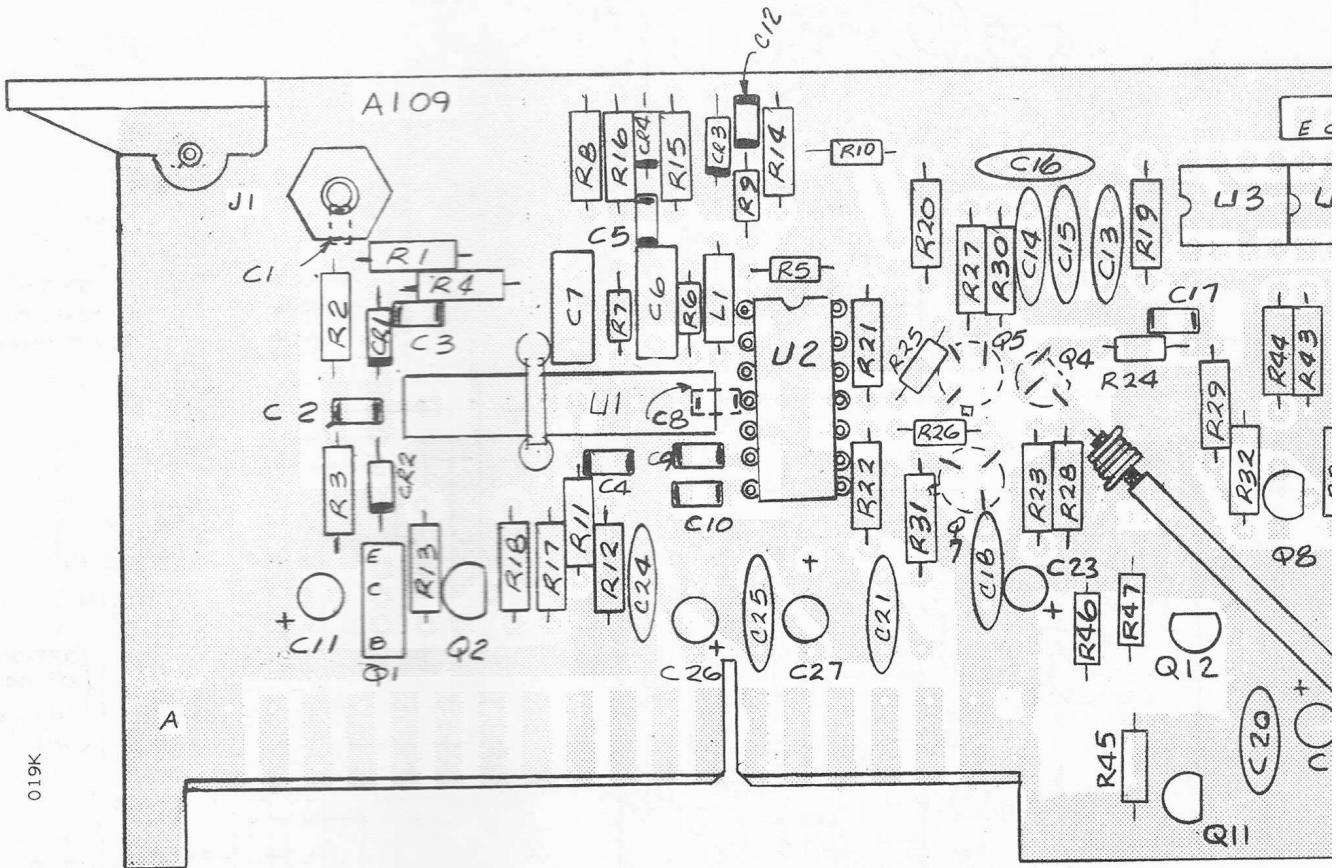 C12
A109
J1
C1
R8
R16
CR4
R15
CR3
R9
R14
R10
C16
E C
U3
R20
R27
R30
C14
C15
C13
R19
C5
R1
R4
R2
CR1
C3
C7
R7
C6
R6
L1
R5
U2
R21
R25
Q5
Q4
C17
R24
R29
R44
R43
C2
U1
C8
R26
R3
CR2
C4
C9
C10
R22
R31
Q7
R23
R28
R32
Q8
E
C
B
Q1
R13
Q2
R18
R17
R11
R12
C24
+
C11
C26
+
C25
+
C27
C21
C18
C23
+
R46
R47
Q12
A
R45
Q11
C20
+
C
019K